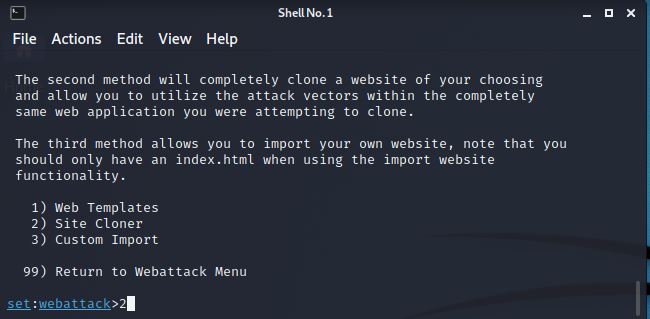 Shell No. 1
File Actions Edit View Help
The second method will completely clone a website of your choosing
and allow you to utilize the attack vectors within the completely
same web application you were attempting to clone.
The third method allows you to import your own website, note that you
should only have an index.html when using the import website
functionality.
1) Web Templates
2) Site Cloner
3) Custom Import
99) Return to Webattack Menu
set:webattack>2